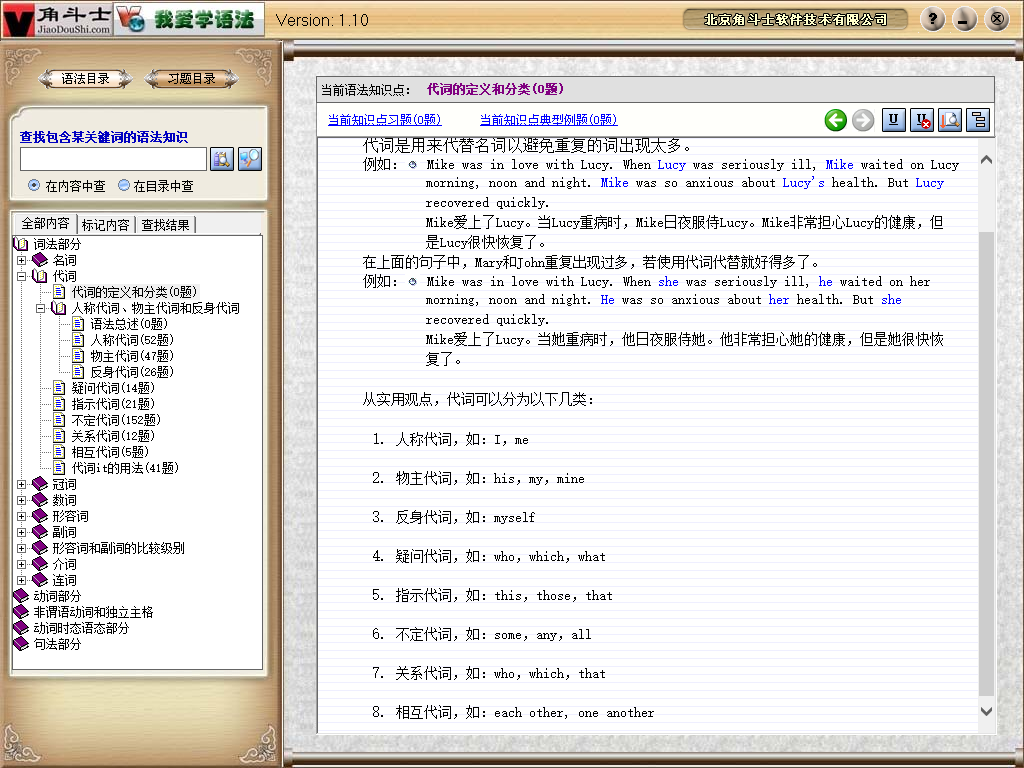 角斗士
JiaoDouShi.com
我爱学语法
Version: 1.10
北京角斗士软件技术有限公司
语法目录
习题目录
查找包含某关键词的语法知识
在内容中查
在目录中查
全部内容
标记内容
查找结果
词法部分
名词
代词
代词的定义和分类(0题)
人称代词、物主代词和反身代词
语法总述(0题)
人称代词(52题)
物主代词(47题)
反身代词(26题)
疑问代词(14题)
指示代词(21题)
不定代词(152题)
关系代词(12题)
相互代词(5题)
代词it的用法(41题)
冠词
数词
形容词
副词
形容词和副词的比较级别
介词
连词
动词部分
非谓语动词和独立主格
动词时态语态部分
句法部分
当前语法知识点： 代词的定义和分类(0题)
当前知识点习题(0题)
当前知识点典型例题(0题)
代词是用来代替名词以避免重复的词出现太多。
例如： Mike was in love with Lucy. When Lucy was seriously ill, Mike waited on Lucy
morning, noon and night. Mike was so anxious about Lucy's health. But Lucy
recovered quickly.
Mike爱上了Lucy。当Lucy重病时，Mike日夜服侍Lucy。Mike非常担心Lucy的健康，但
是Lucy很快恢复了。
在上面的句子中，Mary和John重复出现过多，若使用代词代替就好得多了。
例如： Mike was in love with Lucy. When she was seriously ill, he waited on her
morning, noon and night. He was so anxious about her health. But she
recovered quickly.
Mike爱上了Lucy。当她重病时，他日夜服侍她。他非常担心她的健康，但是她很快恢
复了。
从实用观点，代词可以分为以下几类：
1. 人称代词，如：I，me
2. 物主代词，如：his，my，mine
3. 反身代词，如：myself
4. 疑问代词，如：who，which，what
5. 指示代词，如：this，those，that
6. 不定代词，如：some，any，all
7. 关系代词，如：who，which，that
8. 相互代词，如：each other, one another